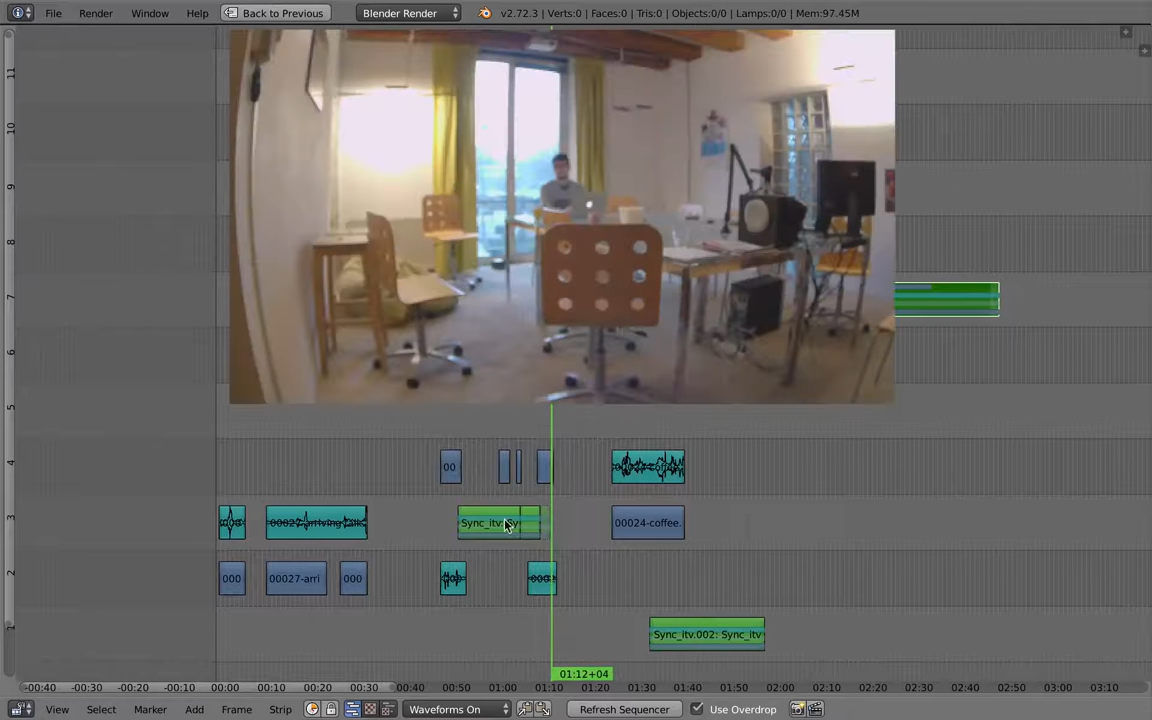 File Render Window Help Back to Previous Blender Render v2.72.3 | Verts:0 | Faces:0 | Tris:0 | Objects:0/0 | Lamps:0/0 | Mem:97.45M
11
10
9
8
7
6
5
4
00
3
Sync_itv: Sy
00024-coffee.
2
000
00027-arri
000
1
Sync_itv.002: Sync_itv
01:12+04
-00:40 -00:30 -00:20 -00:10 00:00 00:10 00:20 00:30 00:40 00:50 01:00 01:10 01:20 01:30 01:40 01:50 02:00 02:10 02:20 02:30 02:40 02:50 03:00 03:10
View Select Marker Add Frame Strip Waveforms On Refresh Sequencer Use Overdrop